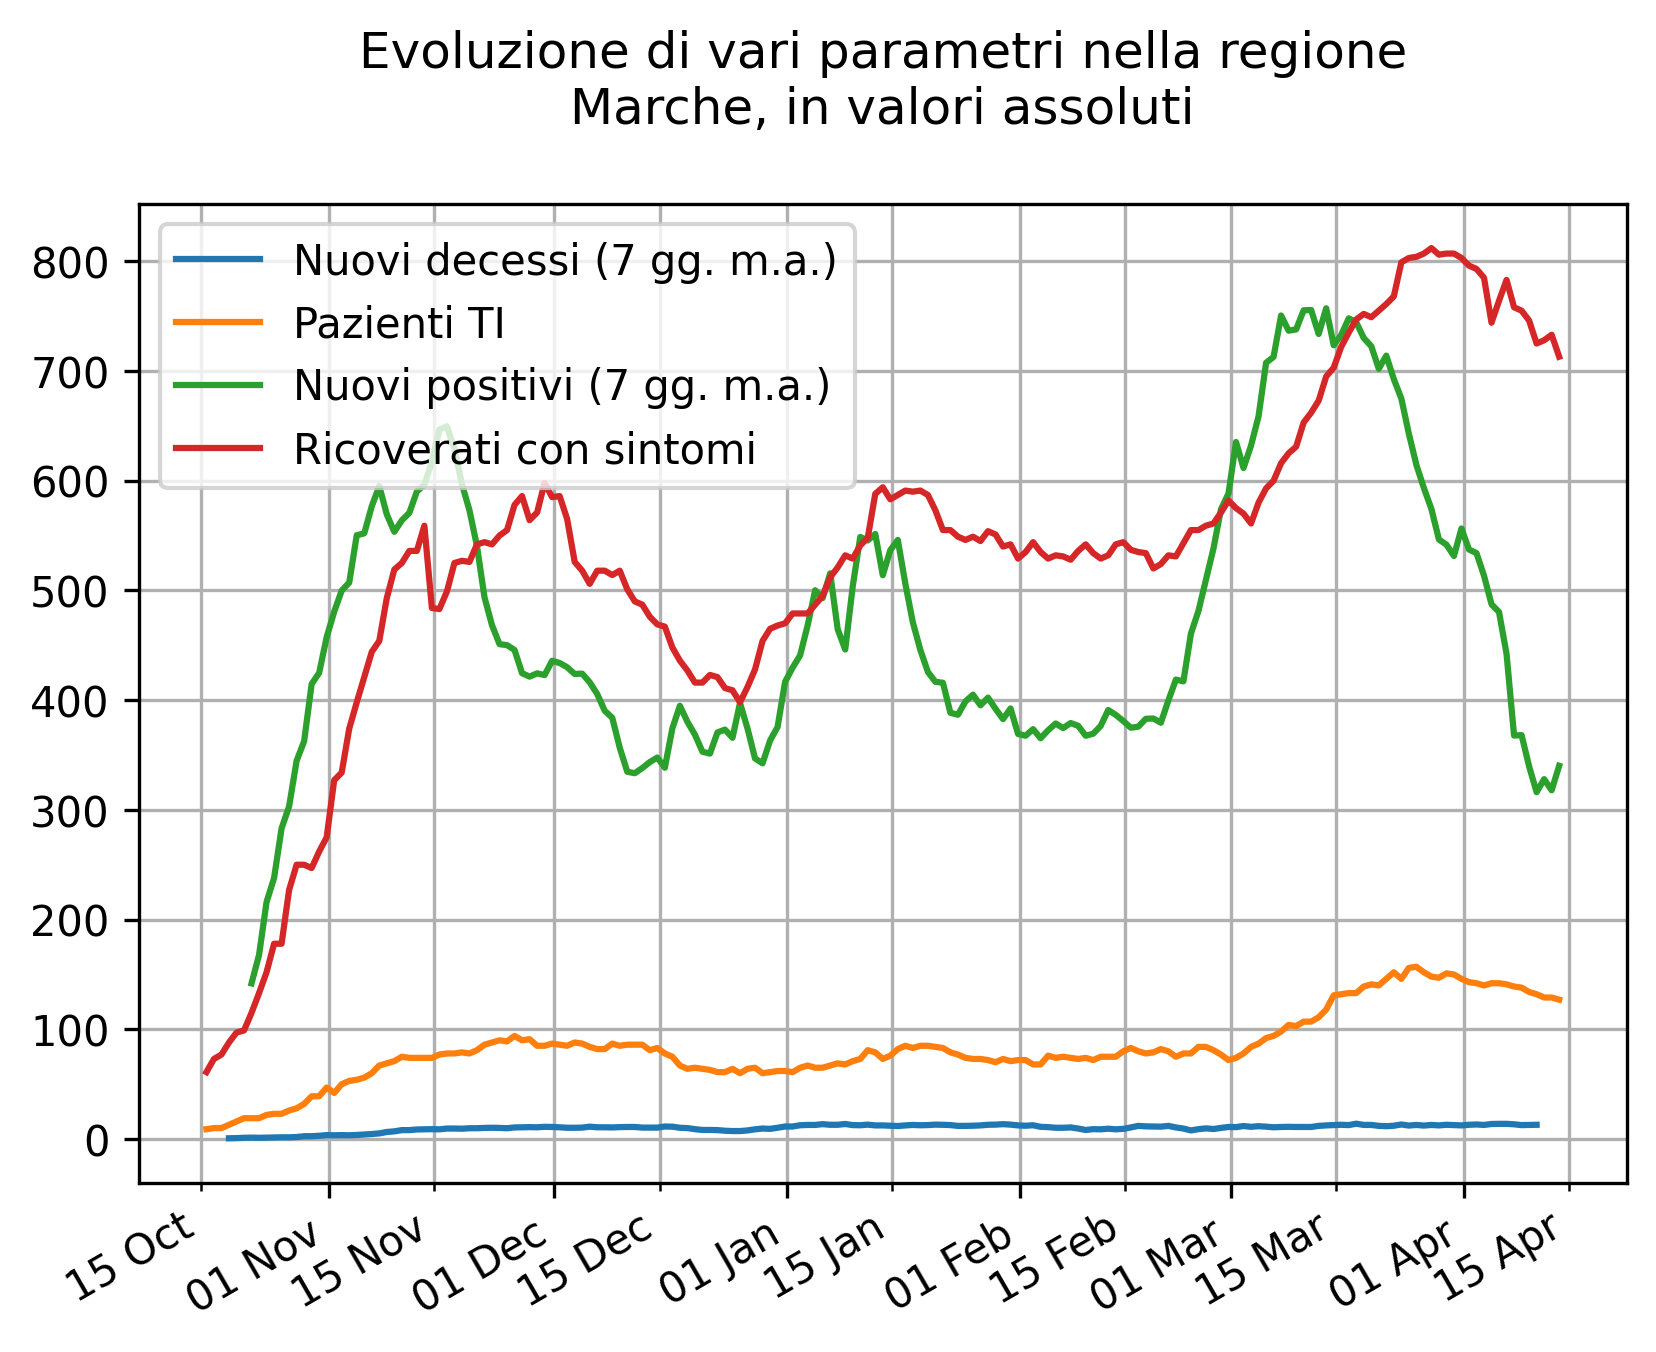 Evoluzione di vari parametri nella regione
Marche, in valori assoluti
Nuovi decessi (7 gg. m.a.)
Pazienti TI
Nuovi positivi (7 gg. m.a.)
Ricoverati con sintomi
800
700
600
500
400
300
200
100
0
15 Oct
01 Nov
15 Nov
01 Dec
15 Dec
01 Jan
15 Jan
01 Feb
15 Feb
01 Mar
15 Mar
01 Apr
15 Apr